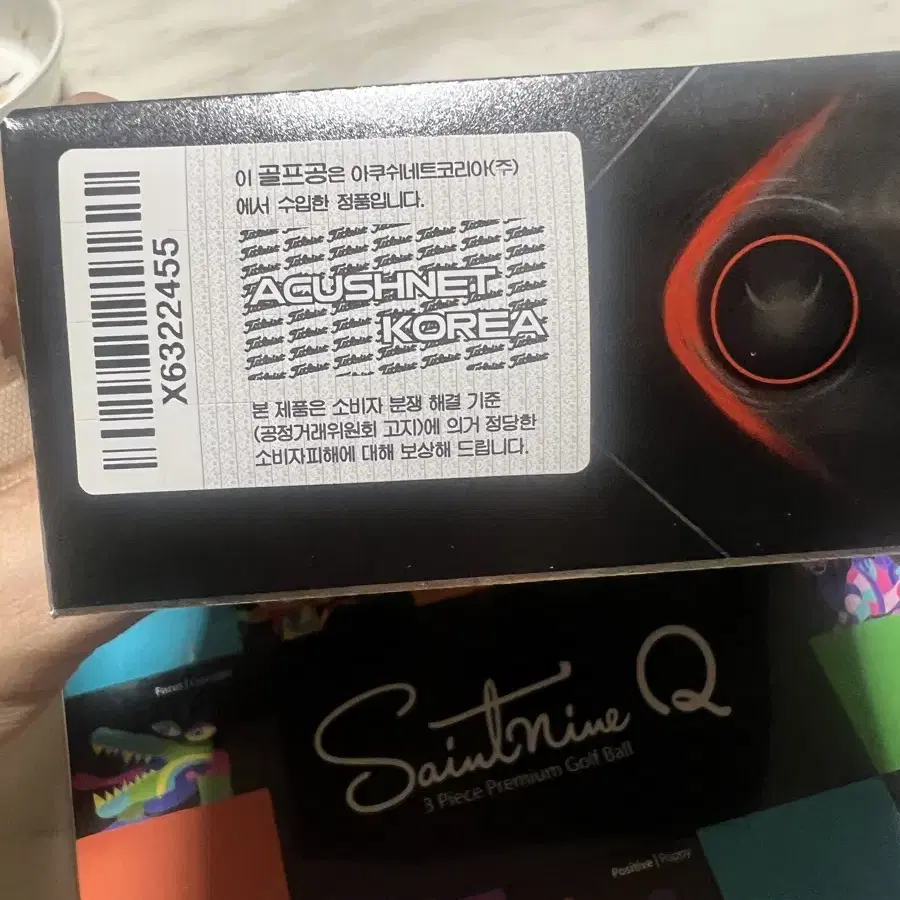 이 골프공은 아쿠쉬네트코리아(주)
에서 수입한 정품입니다.
X6322455
ACUSHNET
KOREA
본 제품은 소비자 분쟁 해결 기준
(공정거래위원회 고지)에 의거 정당한
소비자피해에 대해 보상해 드립니다.
SaintNine Q
3 Piece Premium Golf Ball
Positive | Puppy